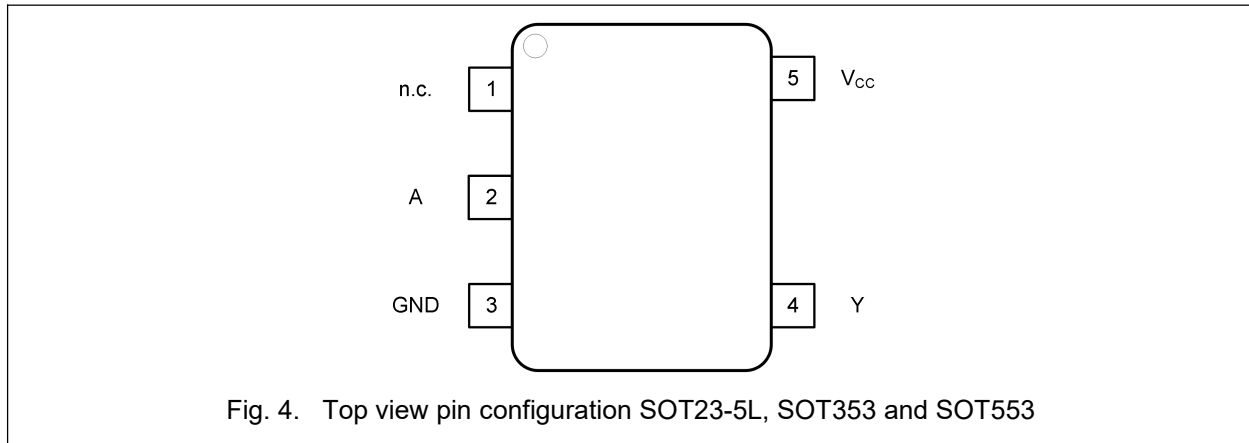 n.c. 1 5 VCC
A 2
GND 3 4 Y
Fig. 4. Top view pin configuration SOT23-5L, SOT353 and SOT553